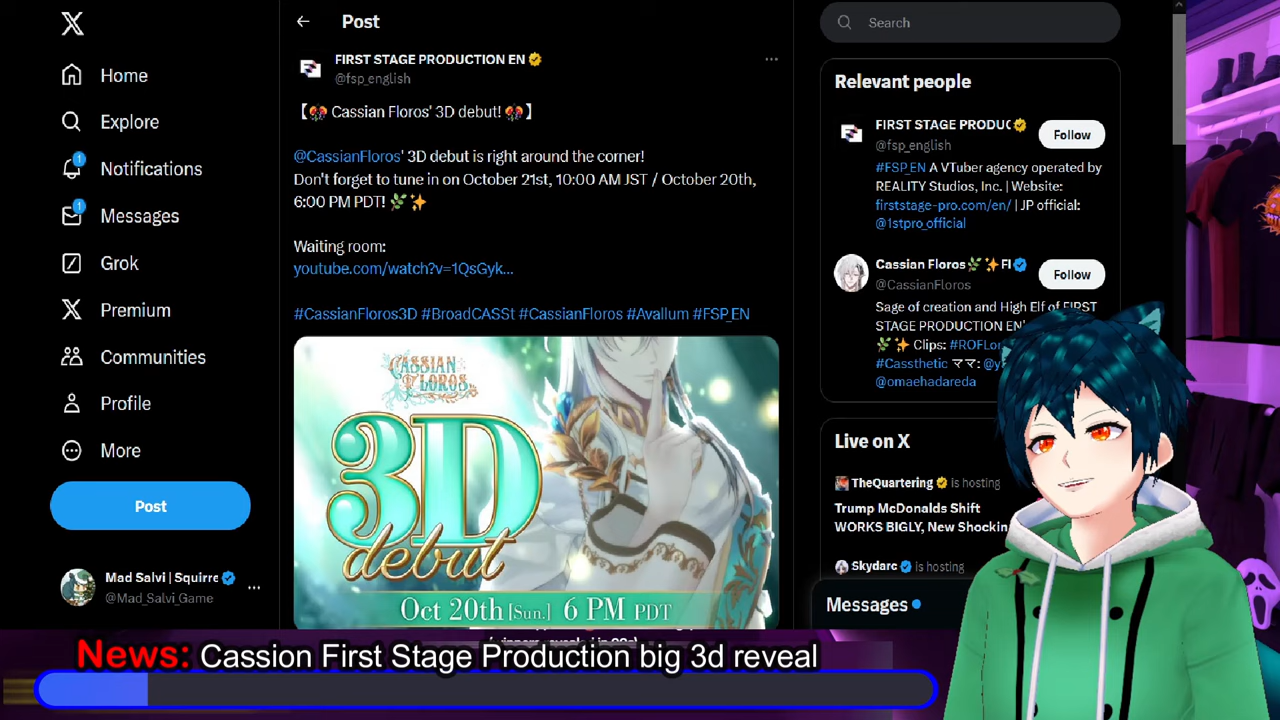 Home
Explore
1
Notifications
1
Messages
Grok
Premium
Communities
Profile
More
Post
Mad Salvi | Squirre
@Mad_Salvi_Game
Post
FIRST STAGE PRODUCTION EN
@fsp_english
【 Cassian Floros' 3D debut! 】
@CassianFloros' 3D debut is right around the corner!
Don't forget to tune in on October 21st, 10:00 AM JST / October 20th,
6:00 PM PDT!
Waiting room:
youtube.com/watch?v=1QsGyk...
#CassianFloros3D #BroadCASSt #CassianFloros #Avallum #FSP_EN
CASSIAN
FLOROS
3D
debut
Oct 20th [Sun.] 6 PM PDT
Search
Relevant people
FIRST STAGE PRODUC
@fsp_english
Follow
#FSP_EN A VTuber agency operated by
REALITY Studios, Inc. | Website:
firststage-pro.com/en/ | JP official:
@1stpro_official
Cassian Floros
@CassianFloros
Follow
Sage of creation and High Elf of FIRST
STAGE PRODUCTION EN'
Clips: #ROFLor
#Cassthetic ママ: @y
@omaehadareda
Live on X
TheQuartering is hosting
Trump McDonalds Shift
WORKS BIGLY, New Shockin
Skydarc is hosting
Messages
News: Cassion First Stage Production big 3d reveal